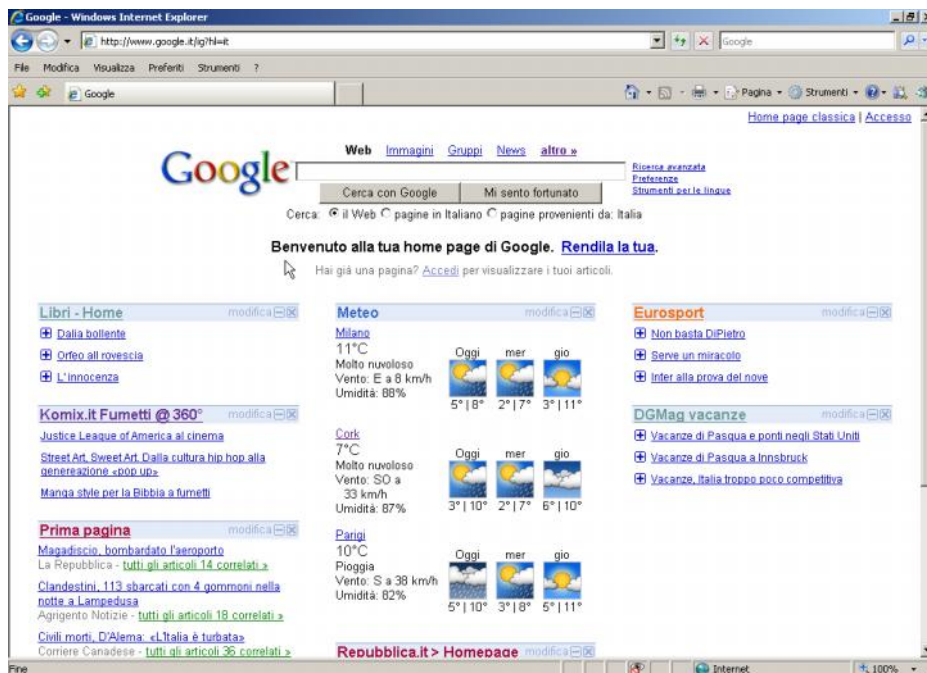 Google - Windows Internet Explorer
http://www.google.it/ig?hl=it
Google
File Modifica Visualizza Preferiti Strumenti ?
Google
Pagina Strumenti
Home page classica | Accesso
Google
Web Immagini Gruppi News altro »
Ricerca avanzata
Preferenze
Strumenti per le lingue
Cerca con Google Mi sento fortunato
Cerca: il Web pagine in Italiano pagine provenienti da: Italia
Benvenuto alla tua home page di Google. Rendila la tua.
Hai già una pagina? Accedi per visualizzare i tuoi articoli.
Libri - Home modifica
Dalia bollente
Orfeo all rovescia
L'Innocenza
Komix.it Fumetti @ 360° modifica
Justice League of America al cinema
Street Art, Sweet Art. Dalla cultura hip hop alla
genereazione «pop up»
Manga style per la Bibbia a fumetti
Prima pagina modifica
Magadiscio, bombardato l'aeroporto
La Repubblica - tutti gli articoli 14 correlati »
Clandestini, 113 sbarcati con 4 gommoni nella
notte a Lampedusa
Agrigento Notizie - tutti gli articoli 18 correlati »
Civili morti, D'Alema: «L'Italia è turbata»
Corriere Canadese - tutti gli articoli 36 correlati »
Meteo modifica
Milano
11°C
Molto nuvoloso
Vento: E a 8 km/h
Umidità: 88%
Oggi mer gio
5°|8° 2°|7° 3°|11°
Cork
7°C
Molto nuvoloso
Vento: SO a
33 km/h
Umidità: 87%
Oggi mer gio
3°|10° 2°|7° 6°|10°
Parigi
10°C
Pioggia
Vento: S a 38 km/h
Umidità: 82%
Oggi mer gio
5°|10° 3°|8° 5°|11°
Repubblica.it > Homepage modifica
Eurosport modifica
Non basta DiPietro
Serve un miracolo
Inter alla prova del nove
DGMag vacanze modifica
Vacanze di Pasqua e ponti negli Stati Uniti
Vacanze di Pasqua a Innsbruck
Vacanze, Italia troppo poco competitiva
Fine Internet 100%